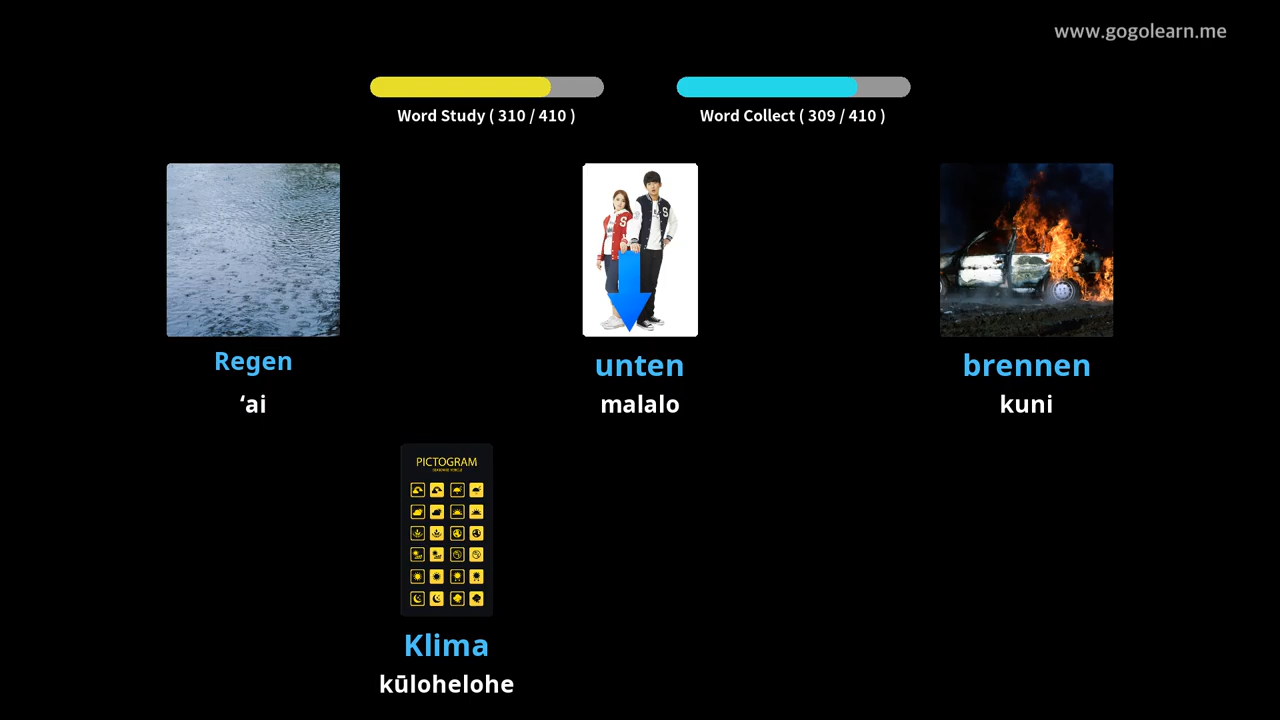 www.gogolearn.me
Word Study ( 310 / 410 )
Word Collect ( 309 / 410 )
Regen
ʻai
unten
malalo
brennen
kuni
PICTOGRAM
Klima
kūlohelohe